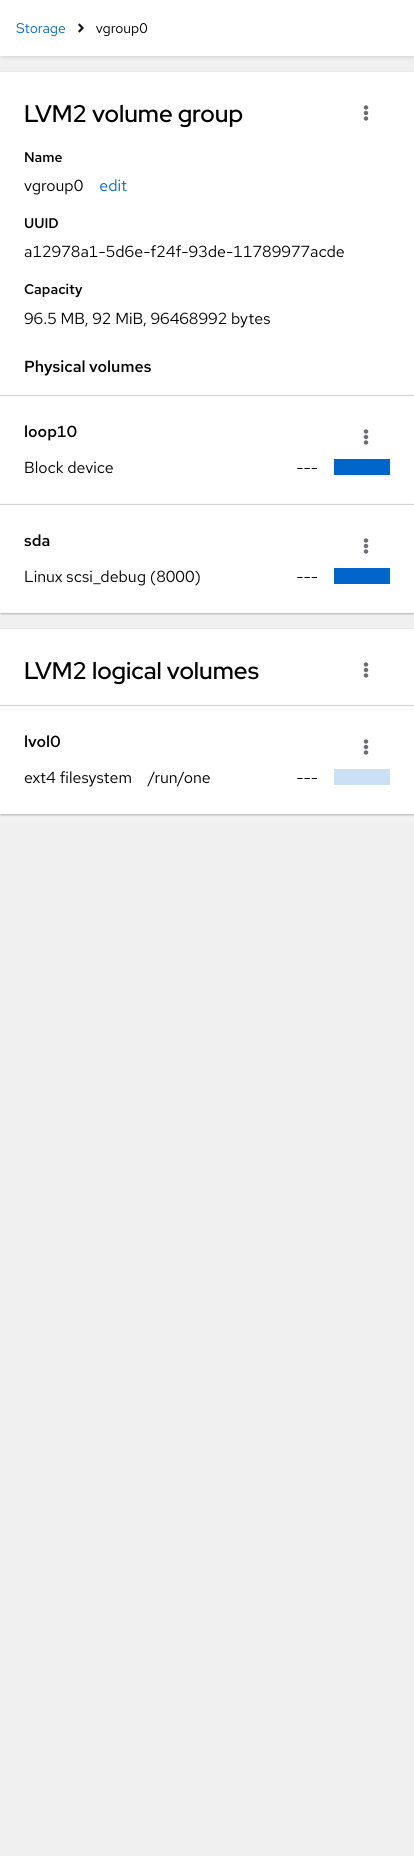 Storage > vgroup0
LVM2 volume group
Name
vgroup0 edit
UUID
a12978a1-5d6e-f24f-93de-11789977acde
Capacity
96.5 MB, 92 MiB, 96468992 bytes
Physical volumes
loop10
Block device ---
sda
Linux scsi_debug (8000) ---
LVM2 logical volumes
lvol0
ext4 filesystem /run/one ---